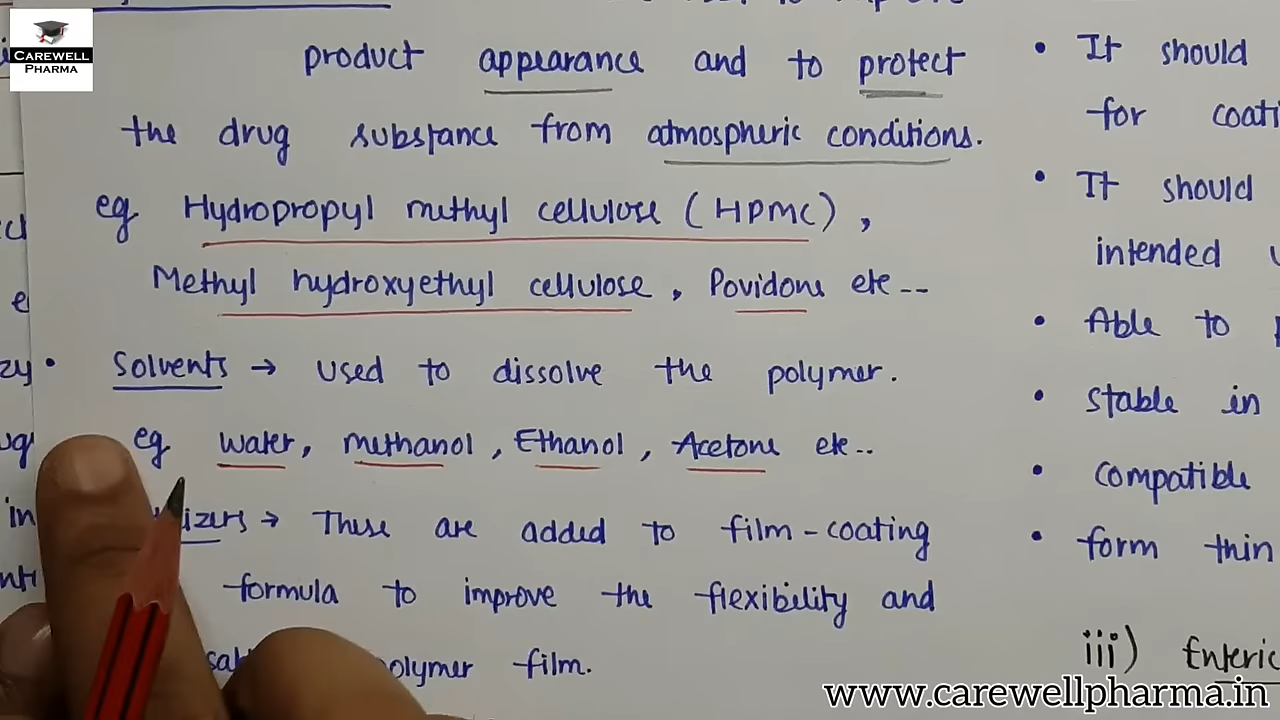 CAREWELL
PHARMA
product appearance and to protect
the drug substance from atmospheric conditions.
eg Hydropropyl methyl cellulose (HPMC),
Methyl hydroxyethyl cellulose, Povidone etc --
• Solvents → used to dissolve the polymer.
eg Water, methanol, Ethanol, Acetone etc..
→ These are added to film-coating
formula to improve the flexibility and
film.
• It should
for
• It should
intended
• Able to
• stable in
• compatible
• form thin
iii) Enteric
www.carewellpharma.in